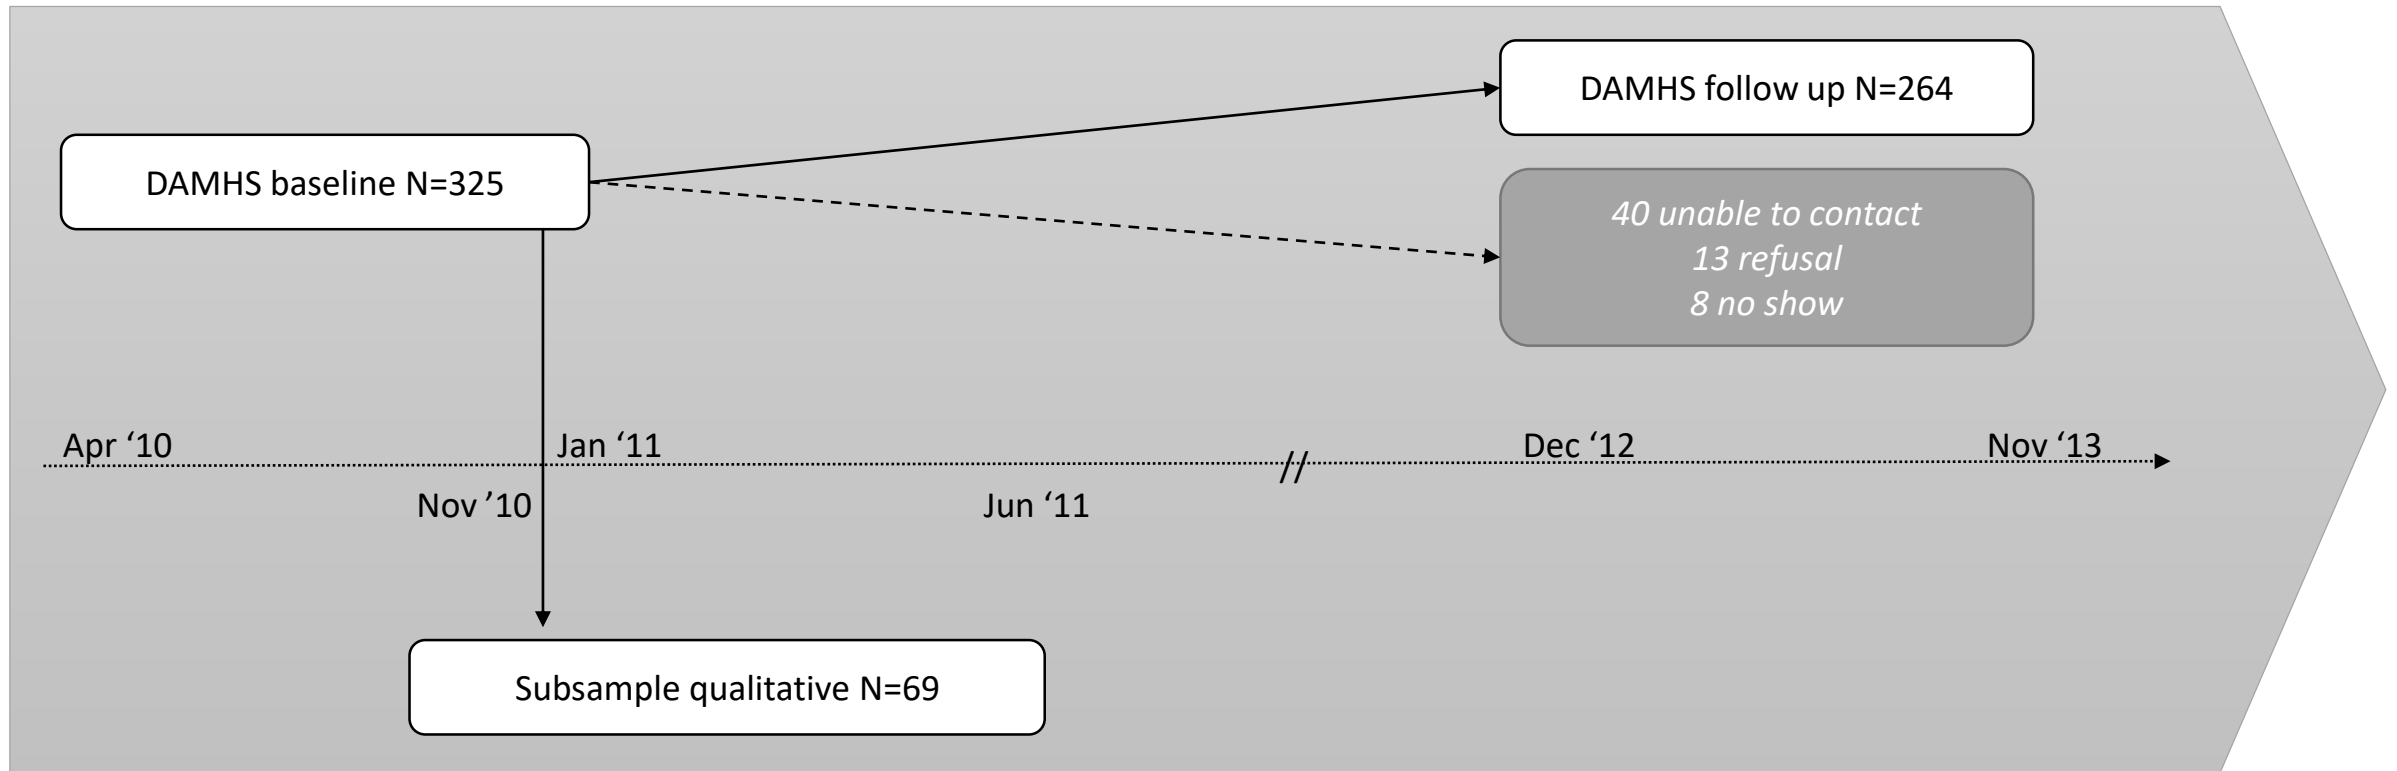 DAMHS follow up N=264
DAMHS baseline N=325
40 unable to contact
13 refusal
8 no show
Apr ‘10
Jan ‘11
Dec ‘12
Nov ‘13
//
Nov ’10
Jun ‘11
Subsample qualitative N=69